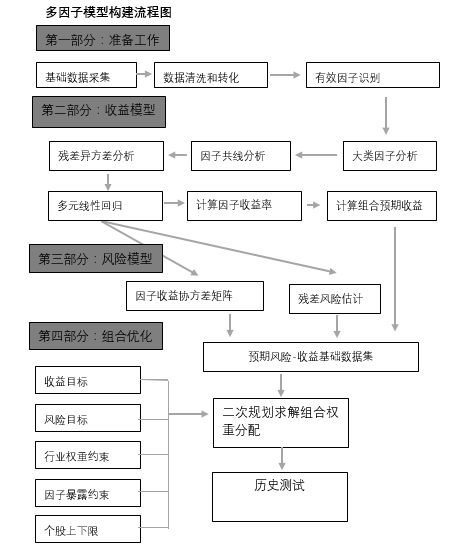 多因子模型构建流程图
第一部分：准备工作
基础数据采集
数据清洗和转化
有效因子识别
第二部分：收益模型
残差异方差分析
因子共线分析
大类因子分析
多元线性回归
计算因子收益率
计算组合预期收益
第三部分：风险模型
因子收益协方差矩阵
残差风险估计
第四部分：组合优化
预期风险-收益基础数据集
收益目标
风险目标
行业权重约束
因子暴露约束
个股上下限
二次规划求解组合权
重分配
历史测试